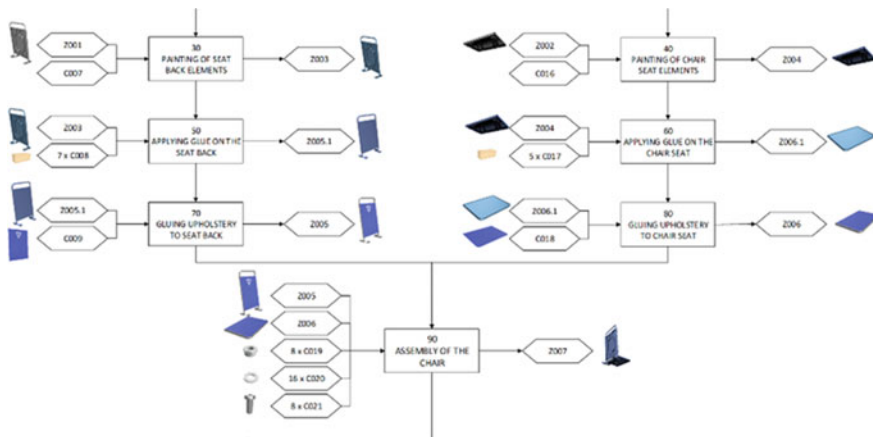 Z001
C007
30
PAINTING OF SEAT
BACK ELEMENTS
Z003
Z002
C016
40
PAINTING OF CHAIR
SEAT ELEMENTS
Z004
Z003
7 x C008
50
APPLYING GLUE ON THE
SEAT BACK
Z005.1
Z004
5 x C017
60
APPLYING GLUE ON THE
CHAIR SEAT
Z006.1
Z005.1
C009
70
GLUING UPHOLSTERY
TO SEAT BACK
Z005
Z006.1
C018
80
GLUING UPHOLSTERY
TO CHAIR SEAT
Z006
Z005
Z006
8 x C019
16 x C020
8 x C021
90
ASSEMBLY OF THE
CHAIR
Z007